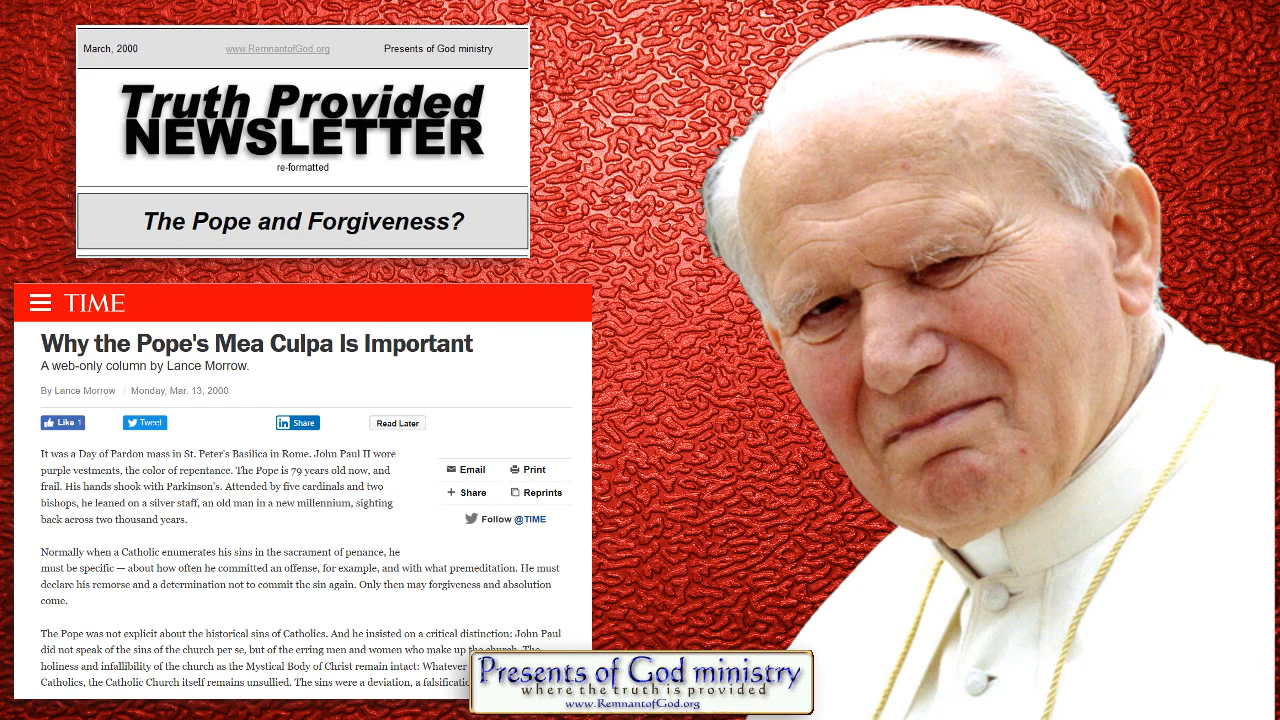 March, 2000 www.RemnantofGod.org Presents of God ministry
Truth Provided
NEWSLETTER
re-formatted
The Pope and Forgiveness?
TIME
Why the Pope's Mea Culpa Is Important
A web-only column by Lance Morrow.
By Lance Morrow | Monday, Mar. 13, 2000
Like 1 Tweet Share Read Later
It was a Day of Pardon mass in St. Peter's Basilica in Rome. John Paul II wore
purple vestments, the color of repentance. The Pope is 79 years old now, and
frail. His hands shook with Parkinson's. Attended by five cardinals and two
bishops, he leaned on a silver staff, an old man in a new millennium, sighting
back across two thousand years.
Email Print
Share Reprints
Follow @TIME
Normally when a Catholic enumerates his sins in the sacrament of penance, he
must be specific — about how often he committed an offense, for example, and with what premeditation. He must
declare his remorse and a determination not to commit the sin again. Only then may forgiveness and absolution
come.
The Pope was not explicit about the historical sins of Catholics. And he insisted on a critical distinction: John Paul
did not speak of the sins of the church per se, but of the erring men and women who make up the church. The
holiness and infallibility of the church as the Mystical Body of Christ remain intact: Whatever
Catholics, the Catholic Church itself remains unsullied. The sins were a deviation, a
Presents of God ministry
where the truth is provided
www.RemnantofGod.org